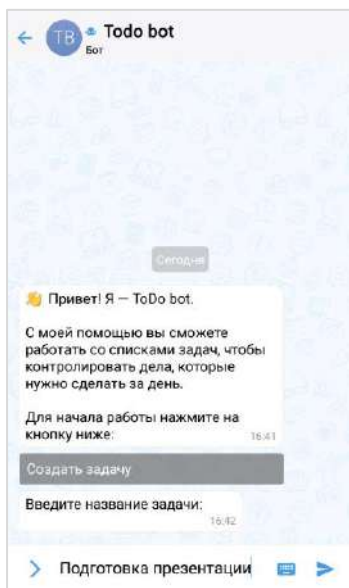 TB
Todo bot
Бот
Сегодня
👋 Привет! Я — ToDo bot.
С моей помощью вы сможете
работать со списками задач, чтобы
контролировать дела, которые
нужно сделать за день.
Для начала работы нажмите на
кнопку ниже:
16:41
Создать задачу
Введите название задачи:
16:42
Подготовка презентации